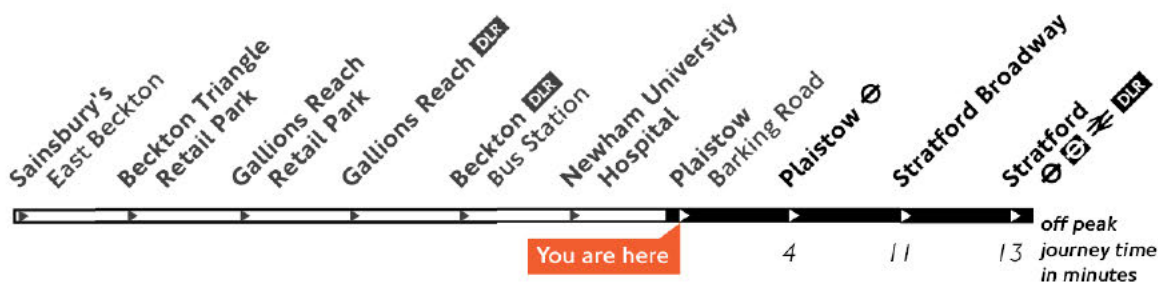 Sainsbury's
East Beckton
Beckton Triangle
Retail Park
Gallions Reach
Retail Park
Gallions Reach DLR
Beckton DLR
Bus Station
Newham University
Hospital
Plaistow
Barking Road
Plaistow
Stratford Broadway
Stratford
DLR
You are here
4
11
13
off peak
journey time
in minutes